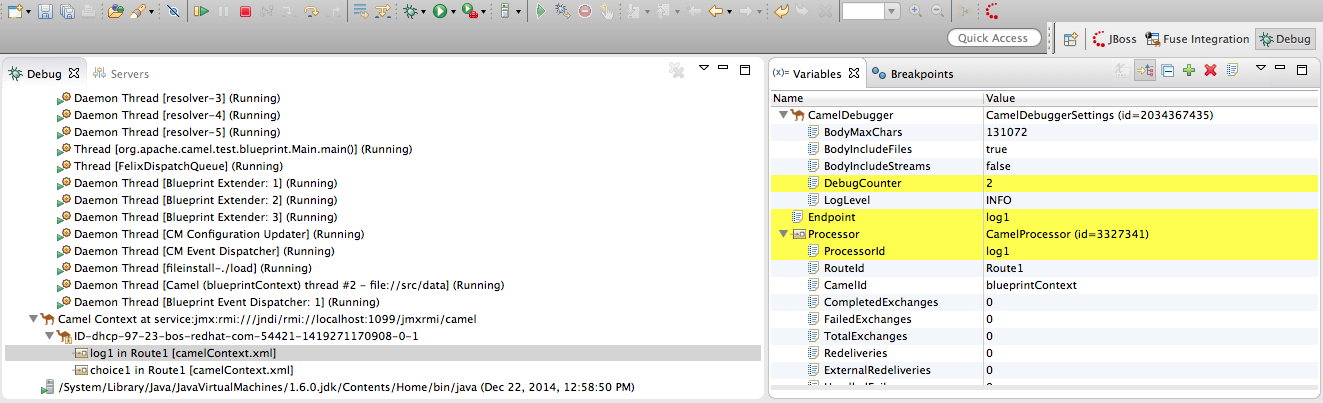 Quick Access
JBoss
Fuse Integration
Debug
Debug
Servers
Daemon Thread [resolver-3] (Running)
Daemon Thread [resolver-4] (Running)
Daemon Thread [resolver-5] (Running)
Thread [org.apache.camel.test.blueprint.Main.main()] (Running)
Thread [FelixDispatchQueue] (Running)
Daemon Thread [Blueprint Extender: 1] (Running)
Daemon Thread [Blueprint Extender: 2] (Running)
Daemon Thread [Blueprint Extender: 3] (Running)
Daemon Thread [CM Configuration Updater] (Running)
Daemon Thread [CM Event Dispatcher] (Running)
Daemon Thread [fileinstall-./load] (Running)
Daemon Thread [Camel (blueprintContext) thread #2 - file://src/data] (Running)
Daemon Thread [Blueprint Event Dispatcher: 1] (Running)
Camel Context at service:jmx:rmi:///jndi/rmi://localhost:1099/jmxrmi/camel
ID-dhcp-97-23-bos-redhat-com-54421-1419271170908-0-1
log1 in Route1 [camelContext.xml]
choice1 in Route1 [camelContext.xml]
/System/Library/Java/JavaVirtualMachines/1.6.0.jdk/Contents/Home/bin/java (Dec 22, 2014, 12:58:50 PM)
(x)= Variables
Breakpoints
Name Value
CamelDebugger CamelDebuggerSettings (id=2034367435)
BodyMaxChars 131072
BodyIncludeFiles true
BodyIncludeStreams false
DebugCounter 2
LogLevel INFO
Endpoint log1
Processor CamelProcessor (id=3327341)
ProcessorId log1
RouteId Route1
CamelId blueprintContext
CompletedExchanges 0
FailedExchanges 0
TotalExchanges 0
Redeliveries 0
ExternalRedeliveries 0